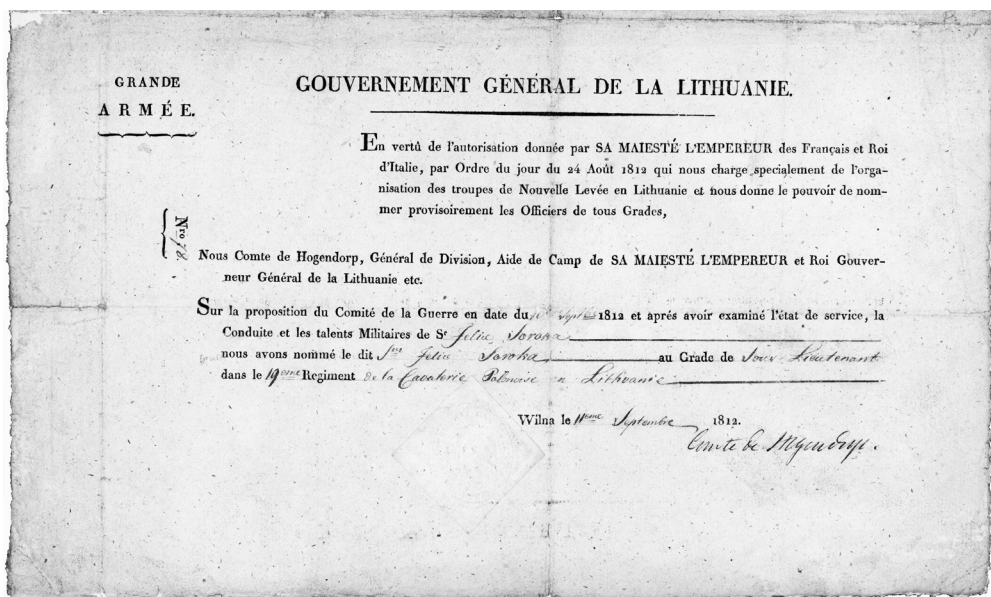 GRANDE
ARMÉE.
GOUVERNEMENT GÉNÉRAL DE LA LITHUANIE.
En vertû de l'autorisation donnée par SA MAIESTÉ L'EMPEREUR des Français et Roi
d'Italie, par Ordre du jour du 24 Août 1812 qui nous charge specialement de l'orga-
nisation des troupes de Nouvelle Levée en Lithuanie et nous donne le pouvoir de nom-
mer provisoirement les Officiers de tous Grades,
Nro 78
Nous Comte de Hogendorp, Général de Division, Aide de Camp de SA MAIESTÉ L'EMPEREUR et Roi Gouver-
neur Général de la Lithuanie etc.
Sur la proposition du Comité de la Guerre en date du Septbre 1812 et aprés avoir examiné l'état de service, la
Conduite et les talents Militaires de Sr Felix Soroka
nous avons nommé le dit Felix Soroka au Grade de Sous Lieutenant
dans le 19eme Regiment de la Cavalerie Polonaise en Lithuanie
Wilna le 11eme Septembre 1812.
Comte de Hogendorp.